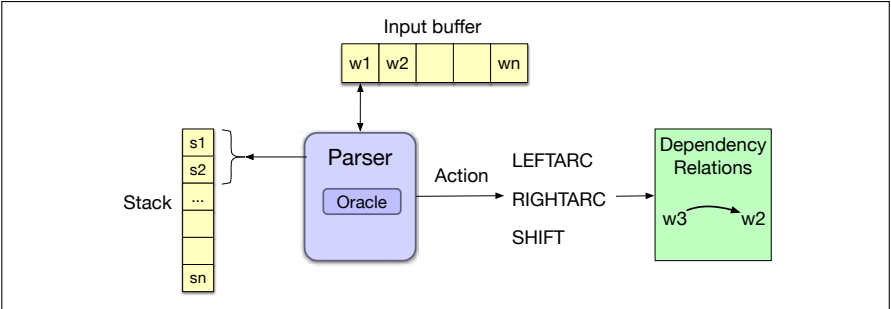 Input buffer
w1 w2 wn
s1
s2
...
sn
Stack
Parser
Oracle
Action
LEFTARC
RIGHTARC
SHIFT
Dependency
Relations
w3 w2